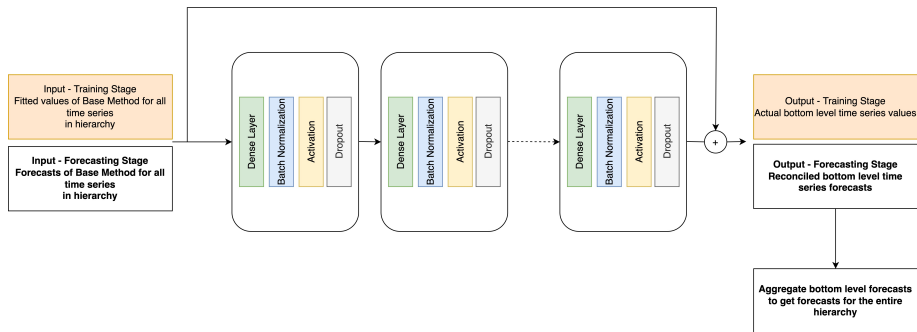 Input - Training Stage
Fitted values of Base Method for all
time series
in hierarchy
Input - Forecasting Stage
Forecasts of Base Method for all
time series
in hierarchy
Dense Layer
Batch Normalization
Activation
Dropout
Dense Layer
Batch Normalization
Activation
Dropout
Dense Layer
Batch Normalization
Activation
Dropout
+
Output - Training Stage
Actual bottom level time series values
Output - Forecasting Stage
Reconciled bottom level time
series forecasts
Aggregate bottom level forecasts
to get forecasts for the entire
hierarchy